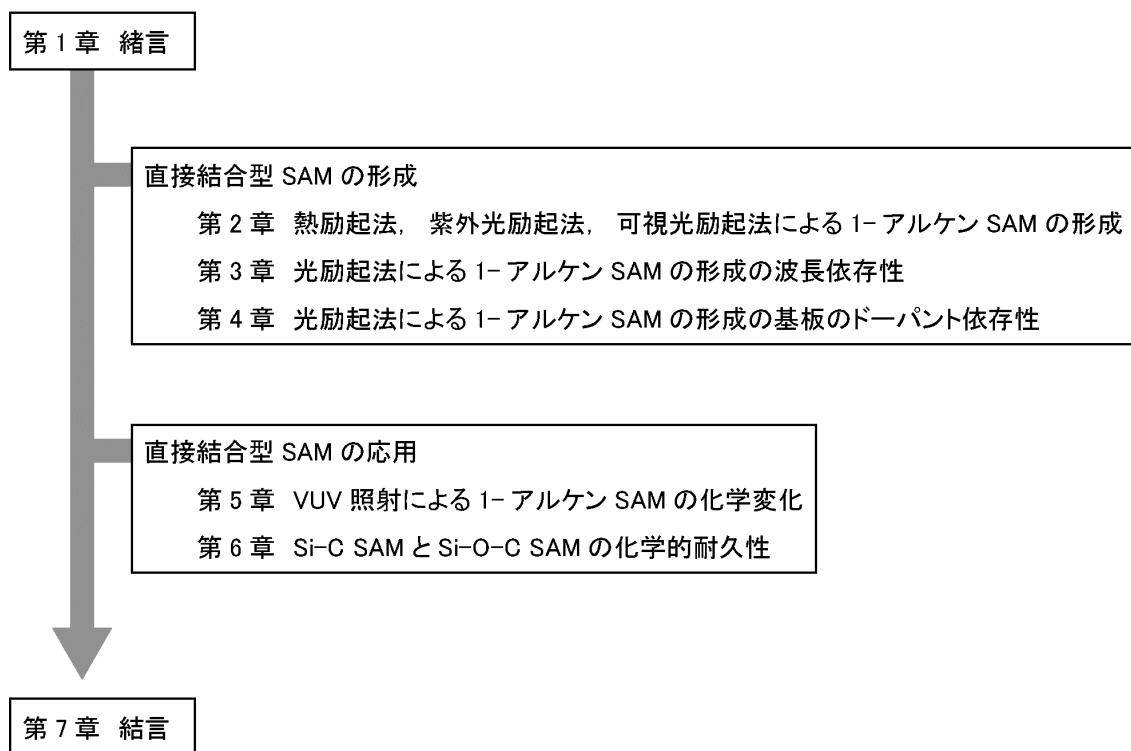 第1章 緒言
直接結合型 SAM の形成
第2章 熱励起法, 紫外光励起法, 可視光励起法による 1-アルケン SAM の形成
第3章 光励起法による 1-アルケン SAM の形成の波長依存性
第4章 光励起法による 1-アルケン SAM の形成の基板のドーパント依存性
直接結合型 SAM の応用
第5章 VUV 照射による 1-アルケン SAM の化学変化
第6章 Si-C SAM と Si-O-C SAM の化学的耐久性
第7章 結言